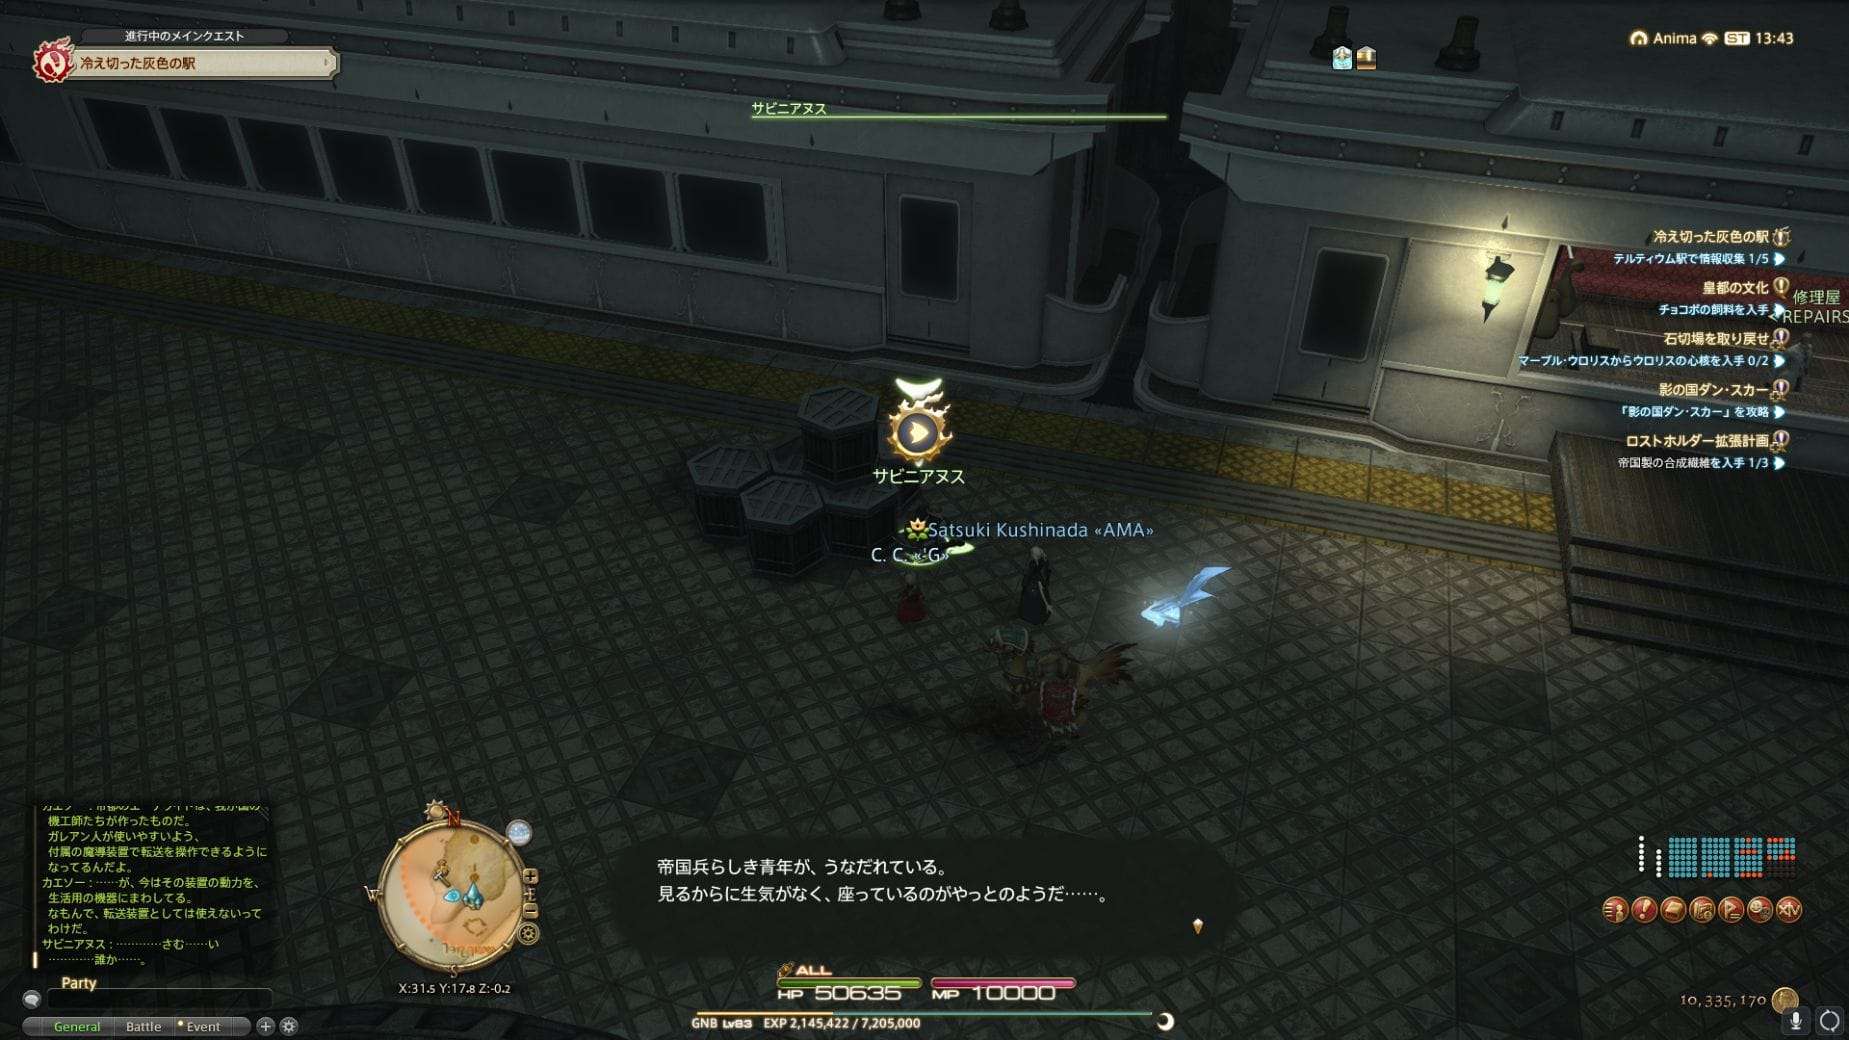 進行中のメインクエスト
冷え切った灰色の駅
Anima ST 13:43
サビニアヌス
冷え切った灰色の駅
テルティウム駅で情報収集 1/5
皇都の文化
チョコボの飼料を入手
修理屋
REPAIRS
石切場を取り戻せ
マーブル・ウロリスからウロリスの心核を入手 0/2
影の国ダン・スカー
「影の国ダン・スカー」を攻略
ロストホルダー拡張計画
帝国製の合成繊維を入手 1/3
サビニアヌス
Satsuki Kushinada «AMA»
C. C.
機工師たちが作ったものだ。
ガレアン人が使いやすいよう、
付属の魔導装置で転送を操作できるように
なってるんだよ。
カエソー：……が、今はその装置の動力を、
生活用の機器にまわしてる。
なもんで、転送装置としては使えないって
わけだ。
サビニアヌス：…………さむ……い
…………誰か……。
Party
General Battle Event
N
W
E
S
X:31.5 Y:17.8 Z:-0.2
帝国兵らしき青年が、うなだれている。
見るからに生気がなく、座っているのがやっとのようだ……。
ALL
HP 50635 MP 10000
GNB Lv83 EXP 2,145,422 / 7,205,000
XIV
10,335,170